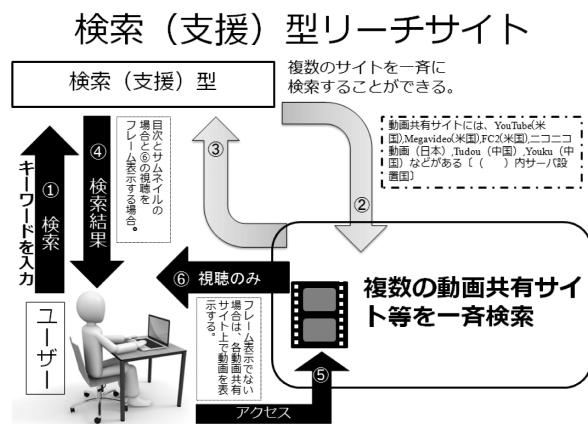 検索（支援）型リーチサイト
検索（支援）型
複数のサイトを一斉に
検索することができる。
動画共有サイトには、YouTube(米
国),Megavideo(米国),FC2(米国),ニコニコ
動画（日本）,Tudou（中国）,Youku（中
国）などがある〔（　　）内サーバ設
置国〕
キーワードを入力
① 検索
④ 検索結果
目次とサムネイルの
場合と⑥の視聴を
フレーム表示する場合。
③
②
⑥ 視聴のみ
複数の動画共有サイ
ト等を一斉検索
ユーザー
フレーム表示でない
場合は、各動画共有
サイト上で動画を表
示する。
⑤
アクセス